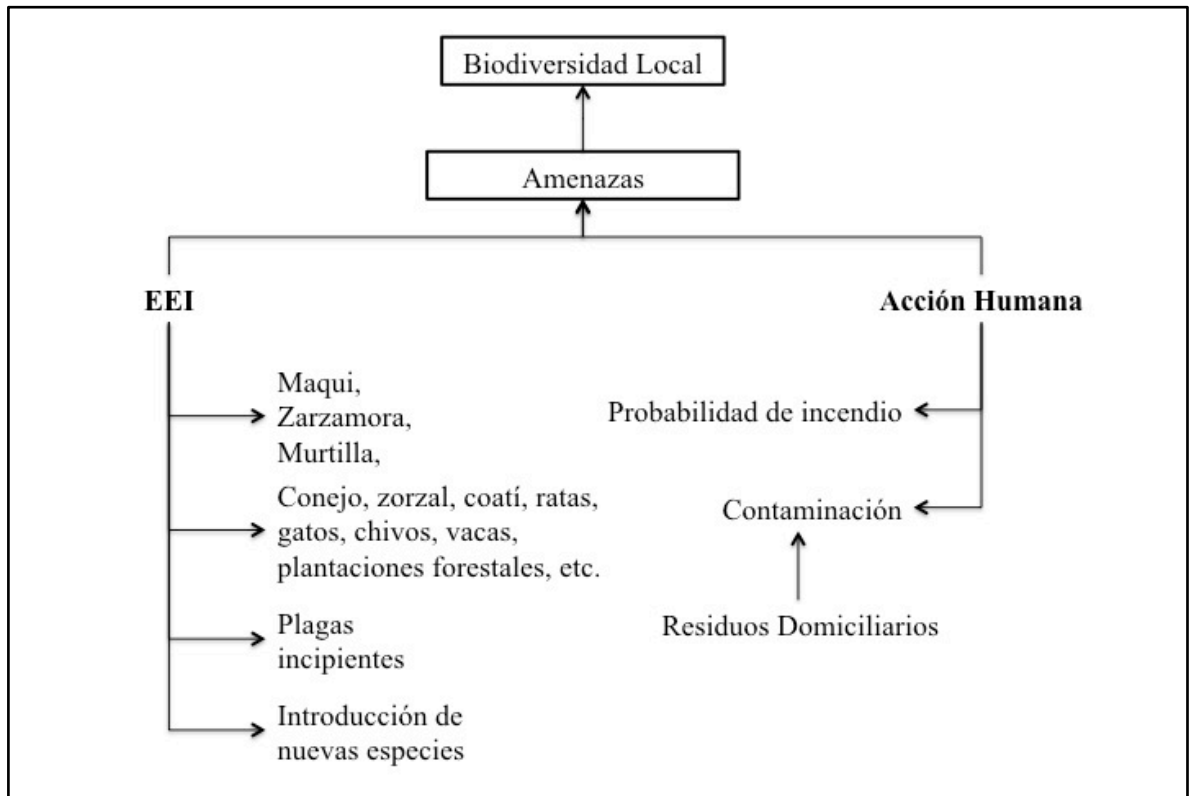 Biodiversidad Local
Amenazas
EEI
Maqui,
Zarzamora,
Murtilla,
Conejo, zorzal, coatí, ratas,
gatos, chivos, vacas,
plantaciones forestales, etc.
Plagas
incipientes
Introducción de
nuevas especies
Acción Humana
Probabilidad de incendio
Contaminación
Residuos Domiciliarios